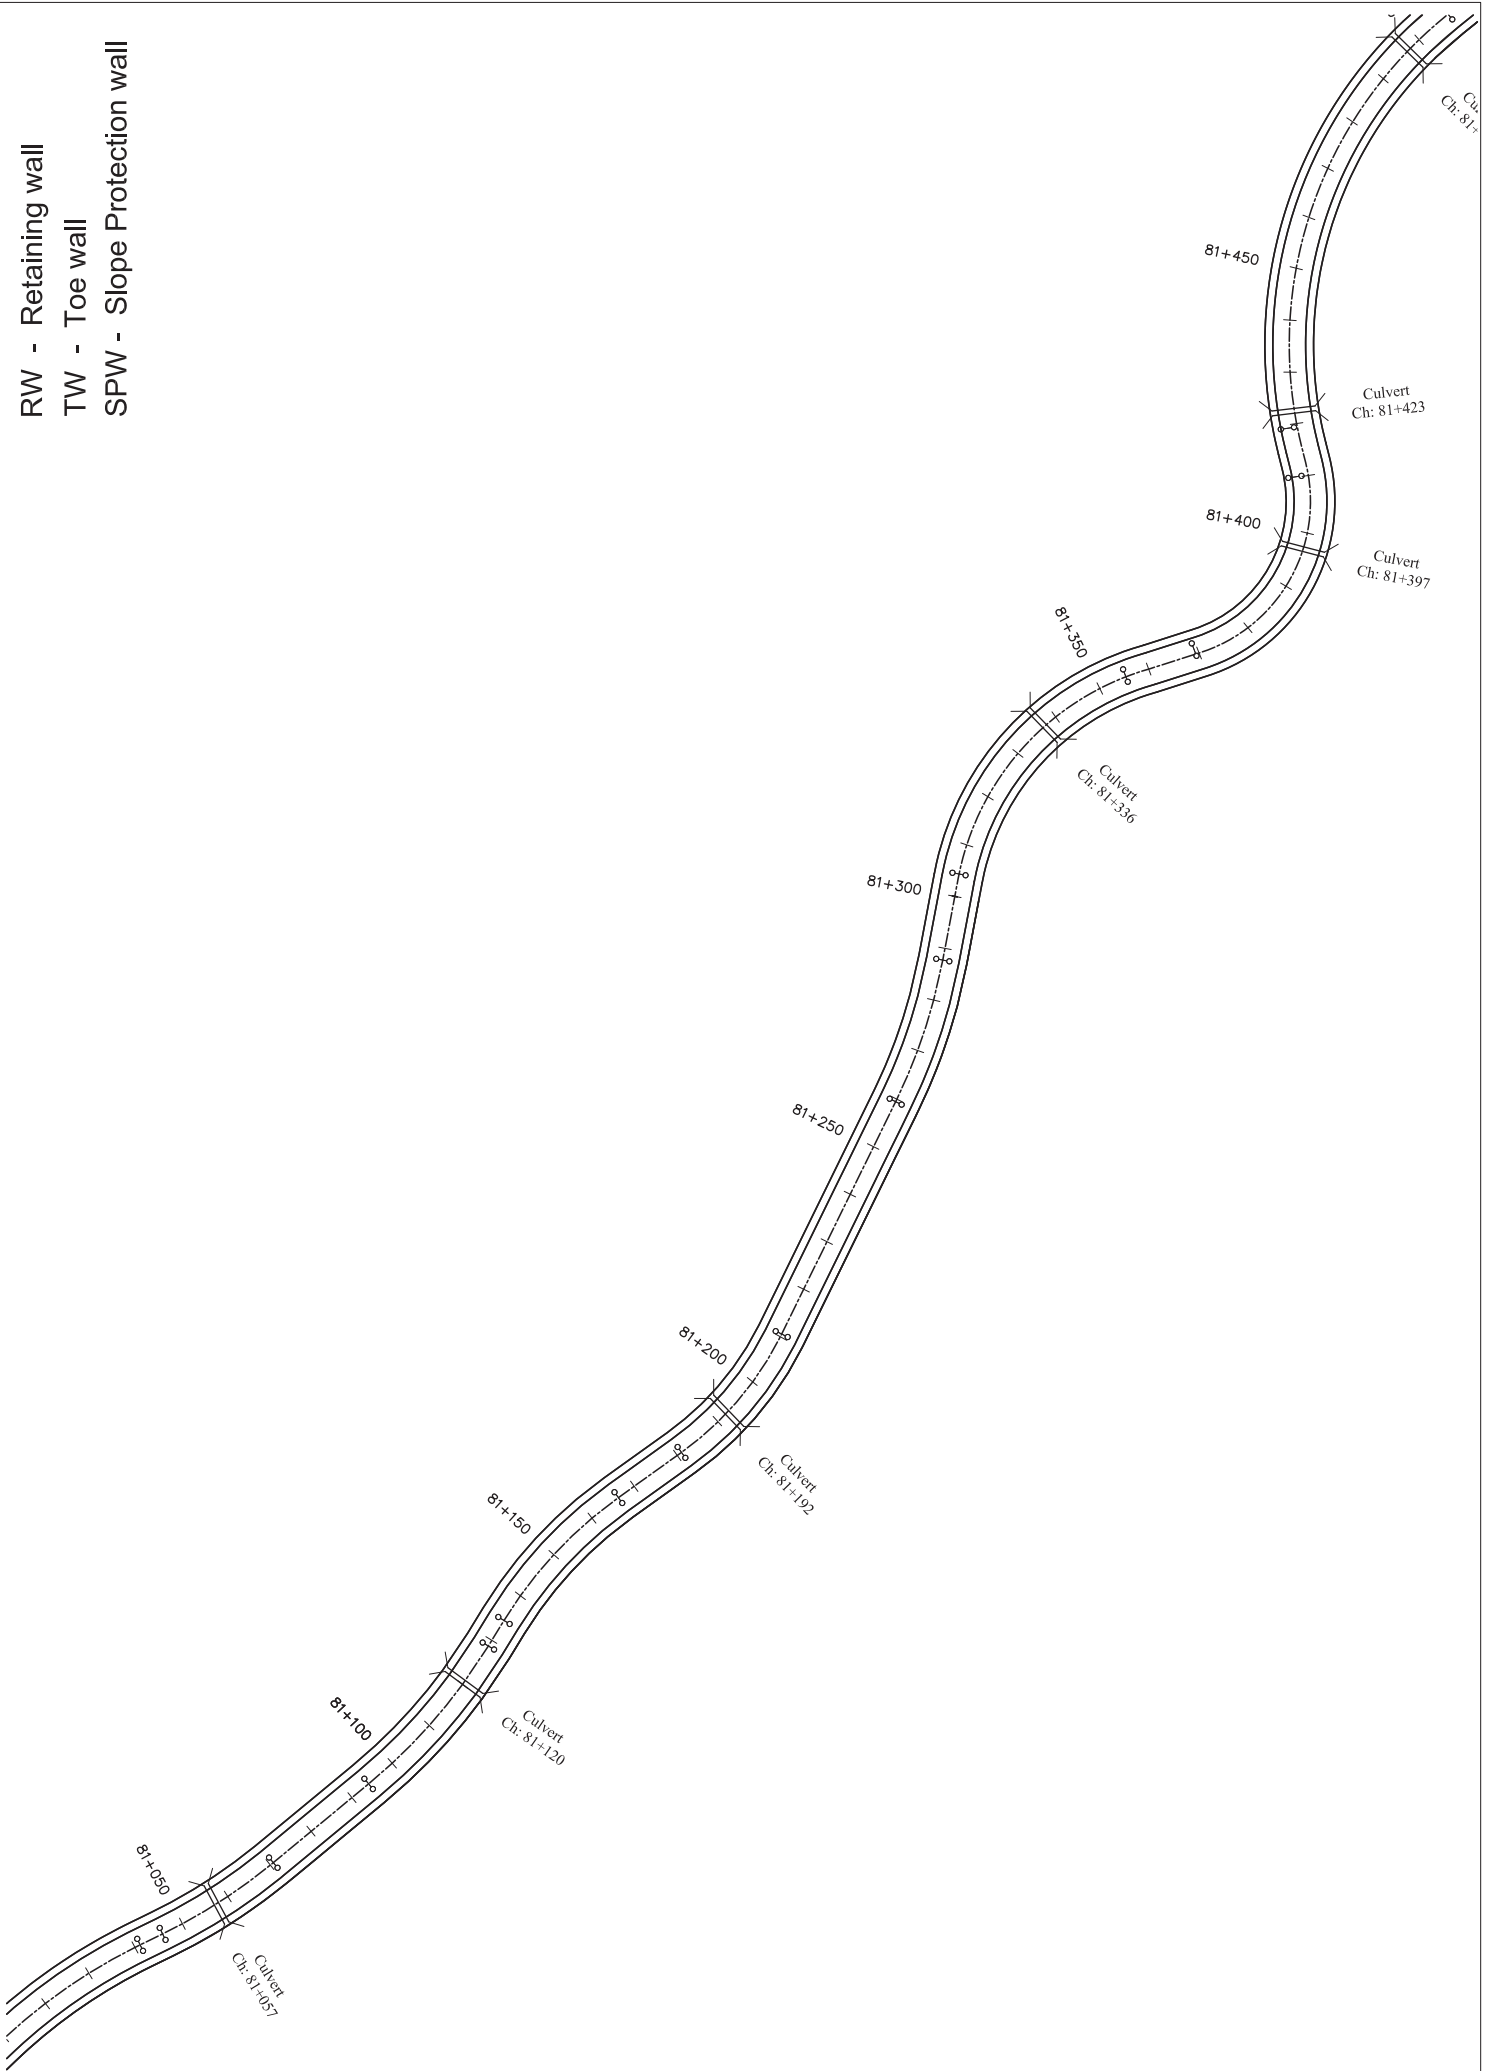 RW - Retaining wall
TW - Toe wall
SPW - Slope Protection wall
81+450
Culvert
Ch: 81+423
81+400
Culvert
Ch: 81+397
81+350
Culvert
Ch: 81+336
81+300
81+250
81+200
Culvert
Ch: 81+192
81+150
Culvert
Ch: 81+120
81+100
81+050
Culvert
Ch: 81+057